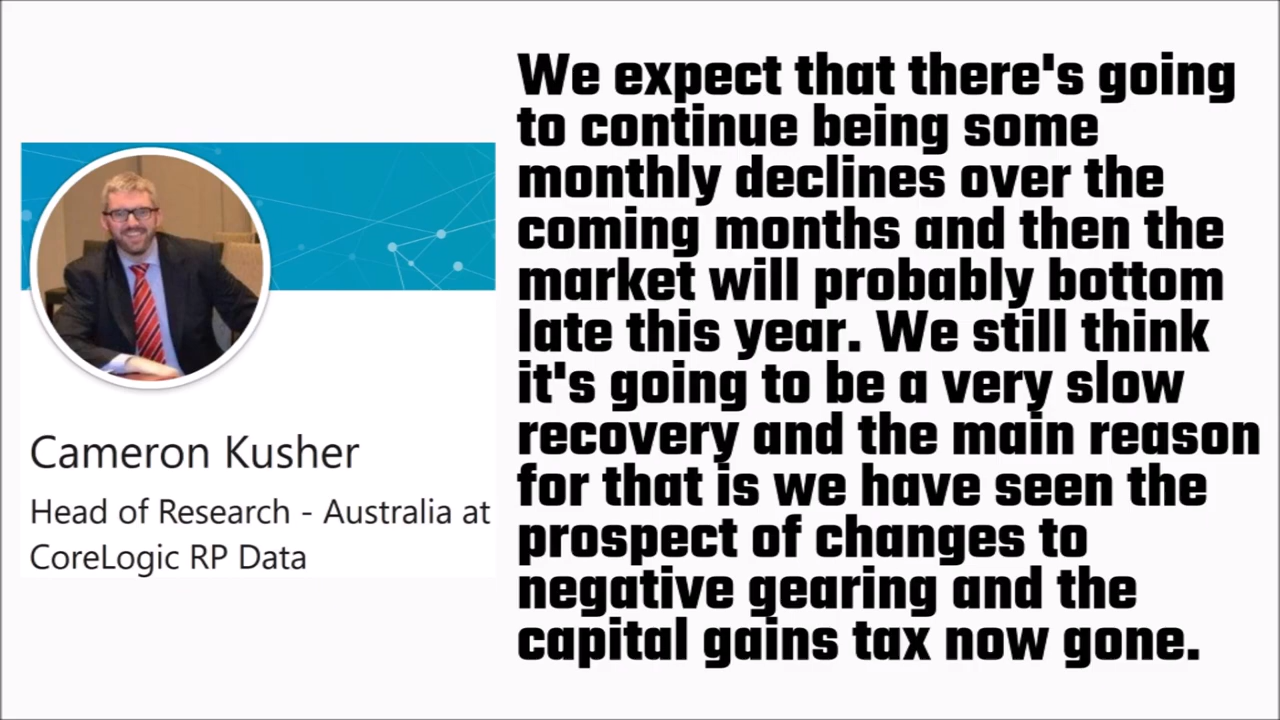 Cameron Kusher
Head of Research - Australia at
CoreLogic RP Data
We expect that there's going
to continue being some
monthly declines over the
coming months and then the
market will probably bottom
late this year. We still think
it's going to be a very slow
recovery and the main reason
for that is we have seen the
prospect of changes to
negative gearing and the
capital gains tax now gone.